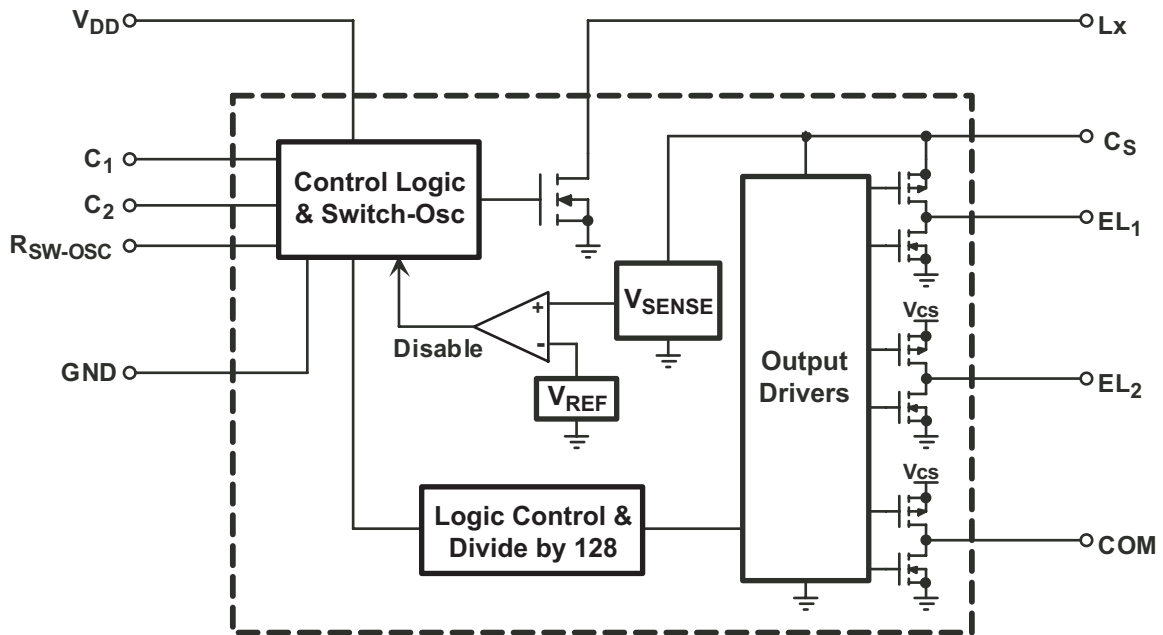 VDD
Lx
C1
C2
RSW-OSC
GND
Control Logic
& Switch-Osc
CS
EL1
VSENSE
+
-
Disable
VREF
Output
Drivers
Vcs
EL2
Vcs
COM
Logic Control &
Divide by 128